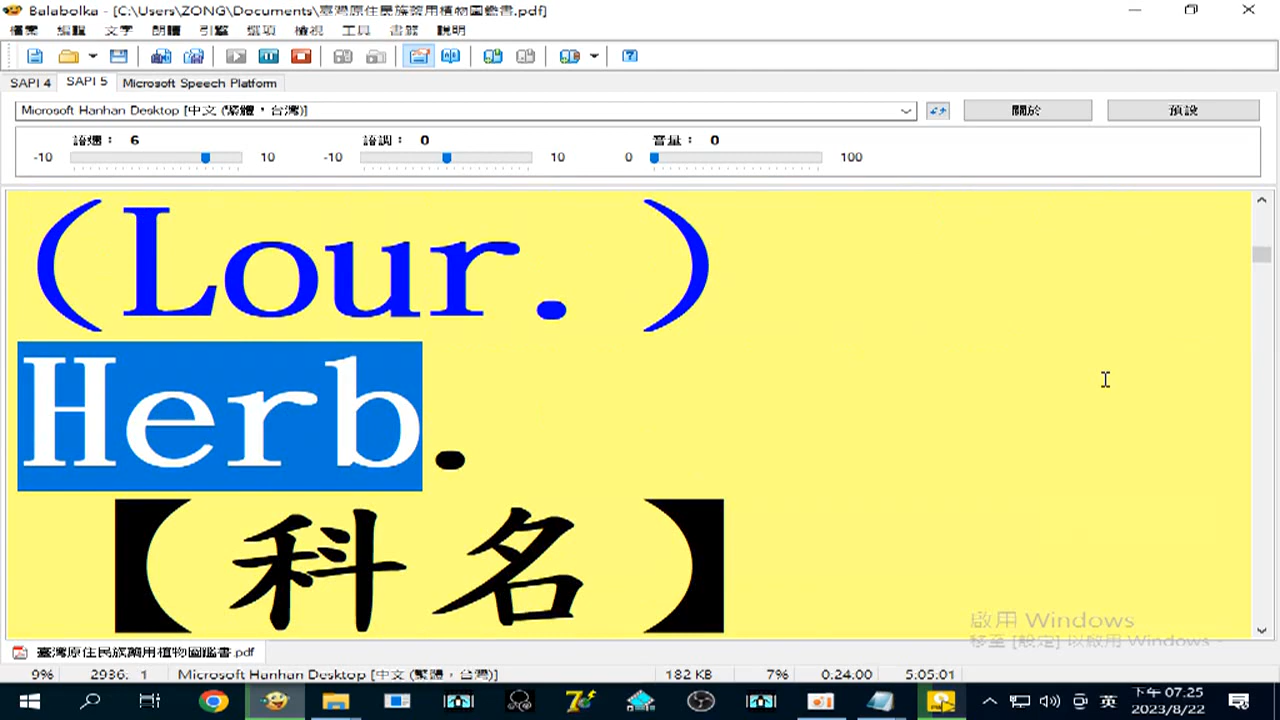 Balabolka - [C:\Users\ZONG\Documents\臺灣原住民族藥用植物圖鑑書.pdf]
檔案 編輯 文字 朗讀 引擎 選項 檢視 工具 書籤 說明
SAPI 4 SAPI 5 Microsoft Speech Platform
Microsoft Hanhan Desktop [中文 (繁體，台灣)] 關於 預設
語速： 6 語調： 0 音量： 0
-10 10 -10 10 0 100
(Lour.)
Herb.
【科名】
啟用 Windows
移至 [設定] 以啟用 Windows。
臺灣原住民族藥用植物圖鑑書.pdf
9% 2936: 1 Microsoft Hanhan Desktop [中文 (繁體，台灣)] 182 KB 7% 0.24.00 5.05.01
英 下午 07:25
2023/8/22